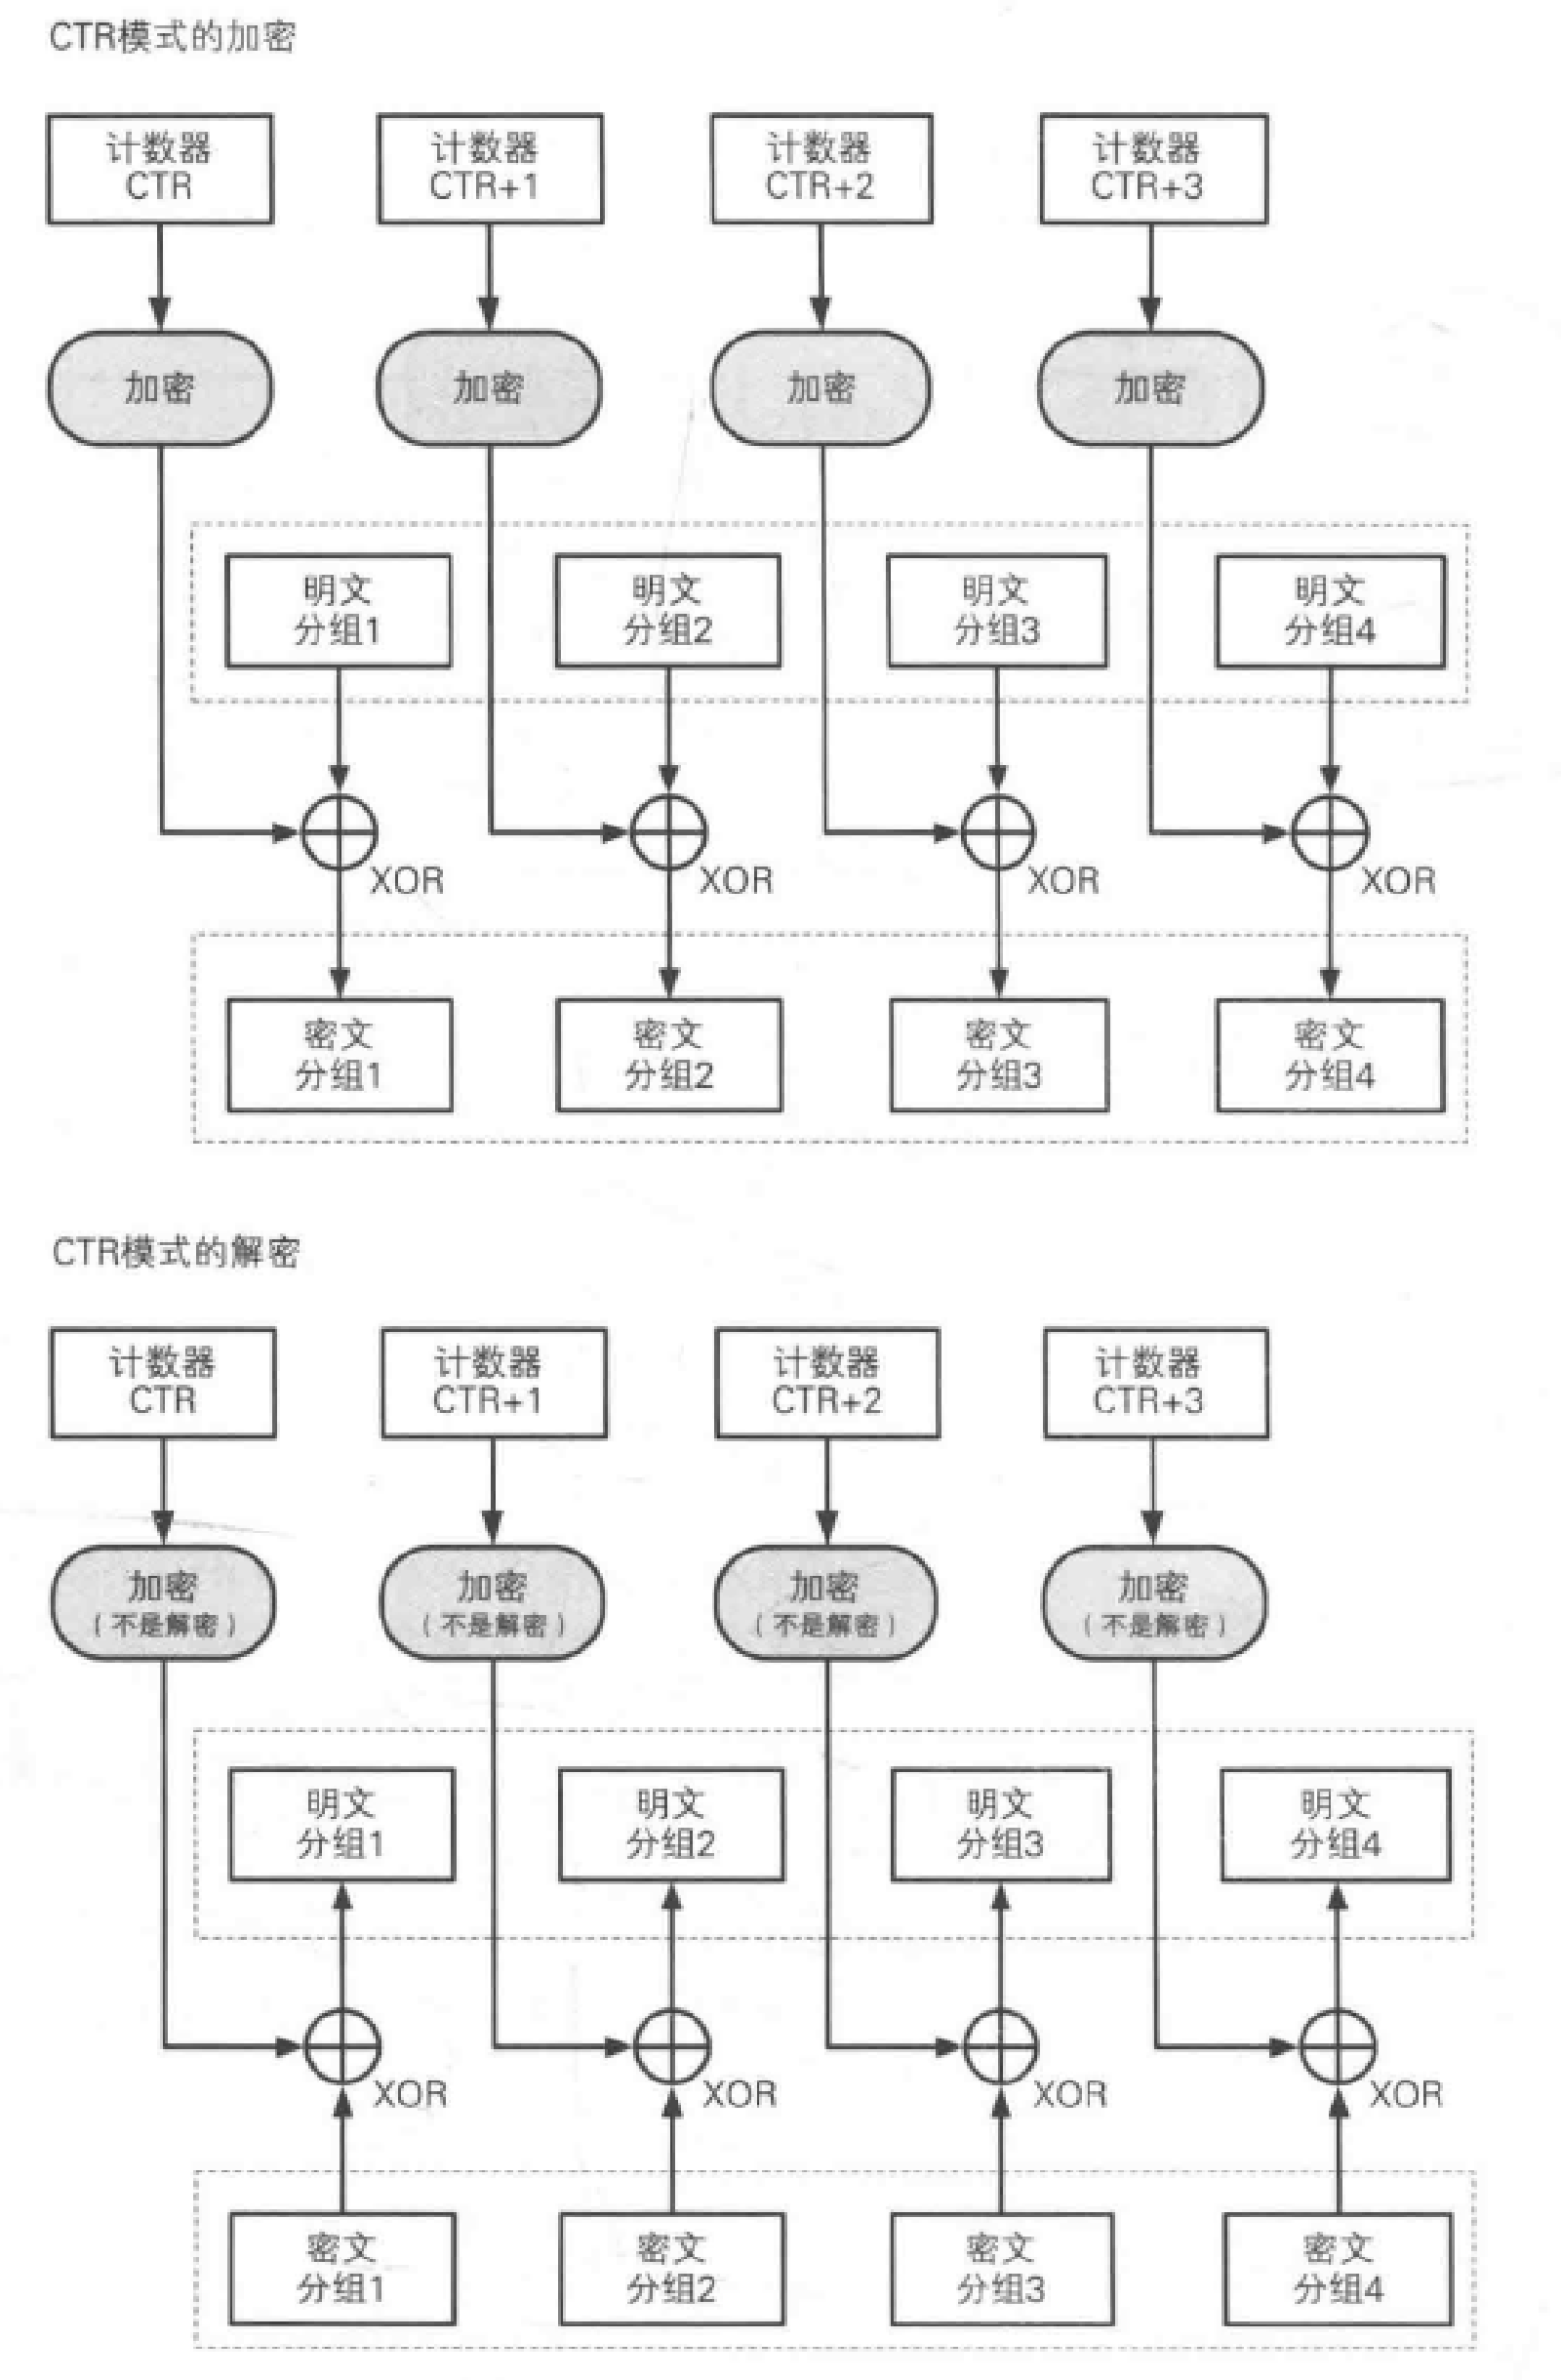 CTR模式的加密
计数器
CTR
计数器
CTR+1
计数器
CTR+2
计数器
CTR+3
加密
加密
加密
加密
明文
分组1
明文
分组2
明文
分组3
明文
分组4
XOR
XOR
XOR
XOR
密文
分组1
密文
分组2
密文
分组3
密文
分组4
CTR模式的解密
计数器
CTR
计数器
CTR+1
计数器
CTR+2
计数器
CTR+3
加密
(不是解密)
加密
(不是解密)
加密
(不是解密)
加密
(不是解密)
明文
分组1
明文
分组2
明文
分组3
明文
分组4
XOR
XOR
XOR
XOR
密文
分组1
密文
分组2
密文
分组3
密文
分组4